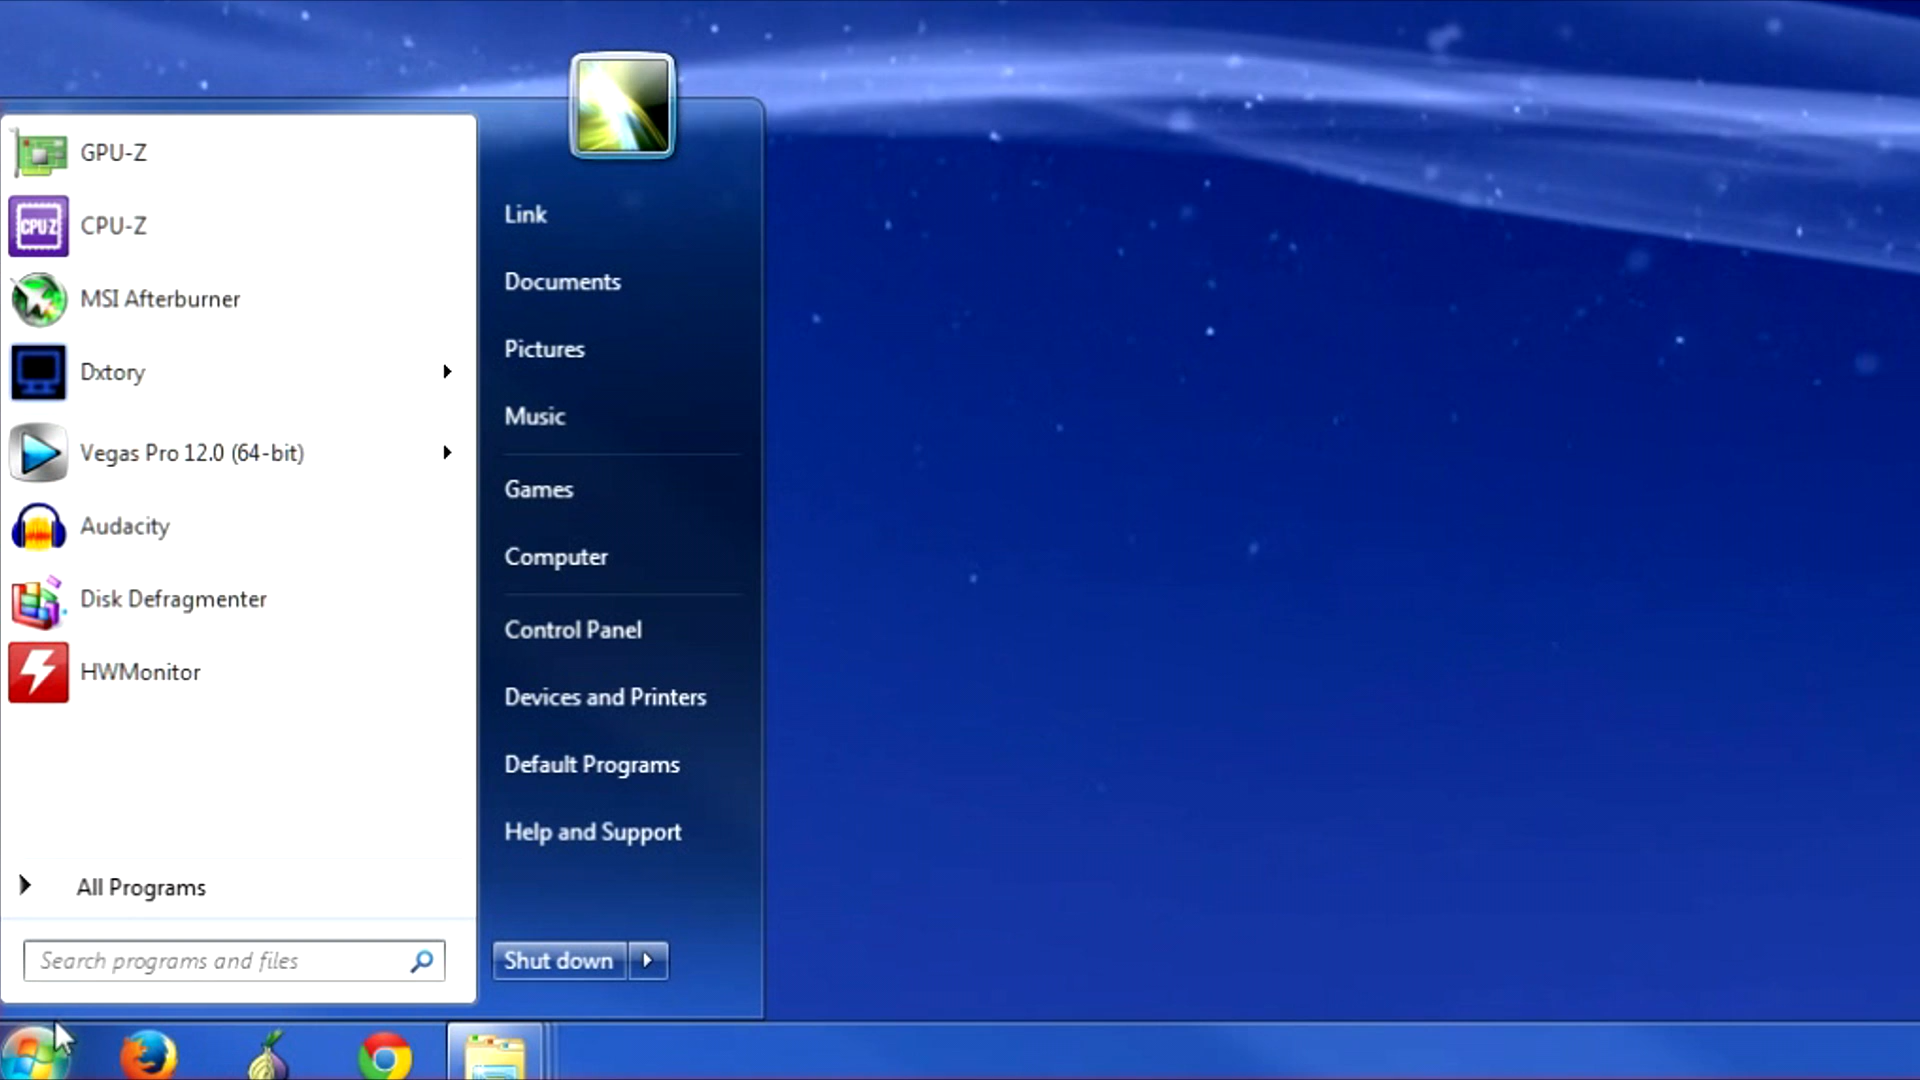 GPU-Z
CPU-Z
CPU-Z
MSI Afterburner
Dxtory
Vegas Pro 12.0 (64-bit)
Audacity
Disk Defragmenter
HWMonitor
All Programs
Search programs and files
Link
Documents
Pictures
Music
Games
Computer
Control Panel
Devices and Printers
Default Programs
Help and Support
Shut down